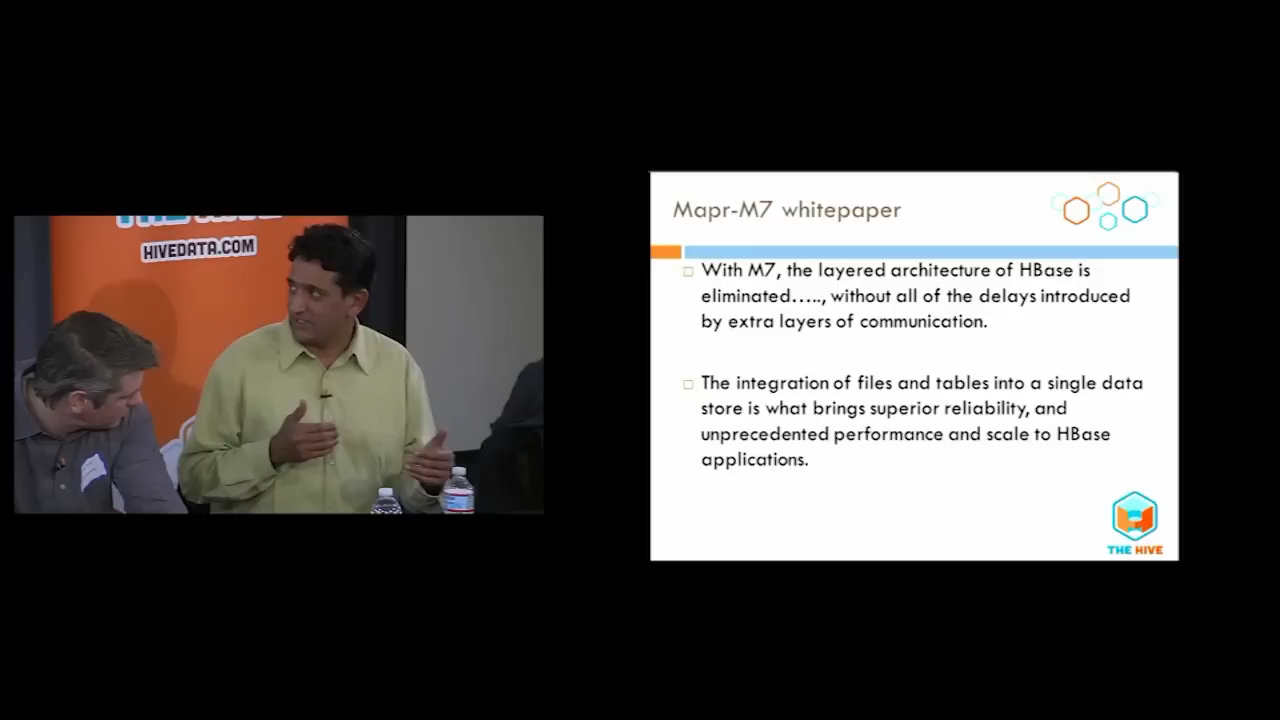 HIVEDATA.COM
Mapr-M7 whitepaper
With M7, the layered architecture of HBase is
eliminated....., without all of the delays introduced
by extra layers of communication.
The integration of files and tables into a single data
store is what brings superior reliability, and
unprecedented performance and scale to HBase
applications.
THE HIVE